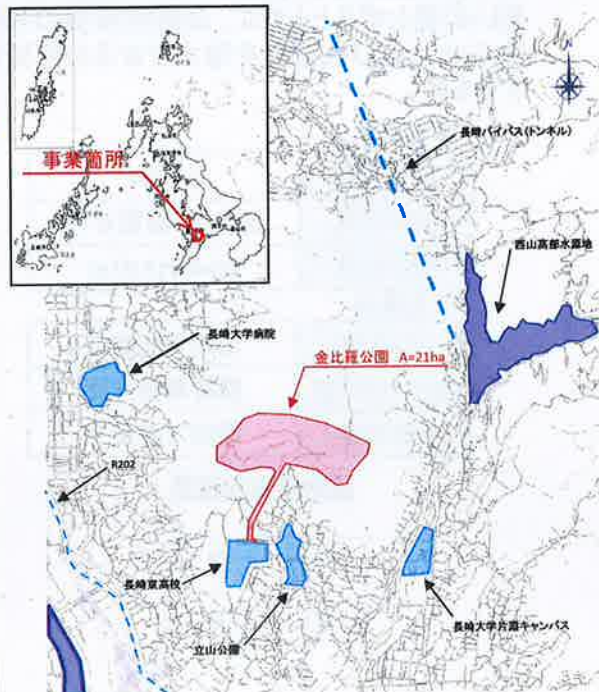 事業箇所
N
長崎バイパス(トンネル)
西山高部水源地
長崎大学病院
金比羅公園 A=21ha
R202
長崎東高校
立山公園
長崎大学片淵キャンパス